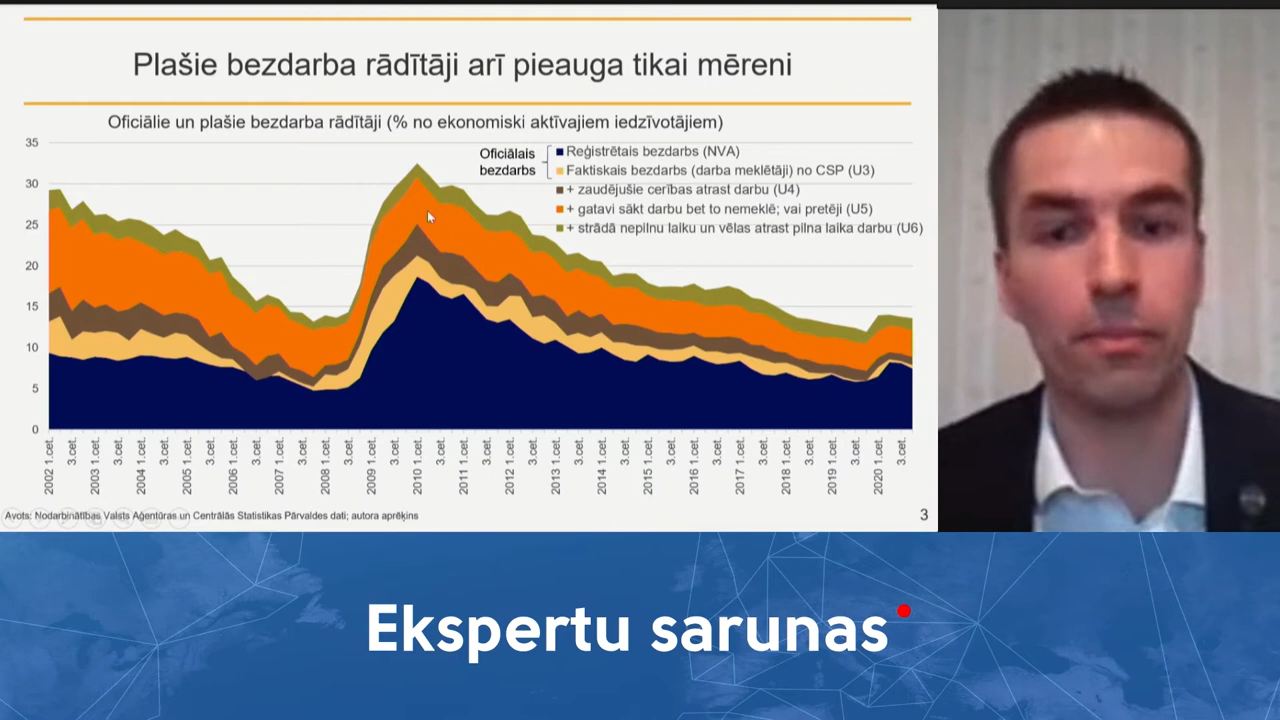 Plašie bezdarba rādītāji arī pieauga tikai mēreni
Oficiālie un plašie bezdarba rādītāji (% no ekonomiski aktīvajiem iedzīvotājiem)
35
30
25
20
15
10
5
0
Oficiālais
bezdarbs
Reģistrētais bezdarbs (NVA)
Faktiskais bezdarbs (darba meklētāji) no CSP (U3)
+ zaudējušie cerības atrast darbu (U4)
+ gatavi sākt darbu bet to nemeklē; vai pretēji (U5)
+ strādā nepilnu laiku un vēlas atrast pilna laika darbu (U6)
2002 1.cet.
3.cet.
2003 1.cet.
3.cet.
2004 1.cet.
3.cet.
2005 1.cet.
3.cet.
2006 1.cet.
3.cet.
2007 1.cet.
3.cet.
2008 1.cet.
3.cet.
2009 1.cet.
3.cet.
2010 1.cet.
3.cet.
2011 1.cet.
3.cet.
2012 1.cet.
3.cet.
2013 1.cet.
3.cet.
2014 1.cet.
3.cet.
2015 1.cet.
3.cet.
2016 1.cet.
3.cet.
2017 1.cet.
3.cet.
2018 1.cet.
3.cet.
2019 1.cet.
3.cet.
2020 1.cet.
3.cet.
Avots: Nodarbinātības Valsts Aģentūras un Centrālās Statistikas Pārvaldes dati; autora aprēķins
3
Ekspertu sarunas